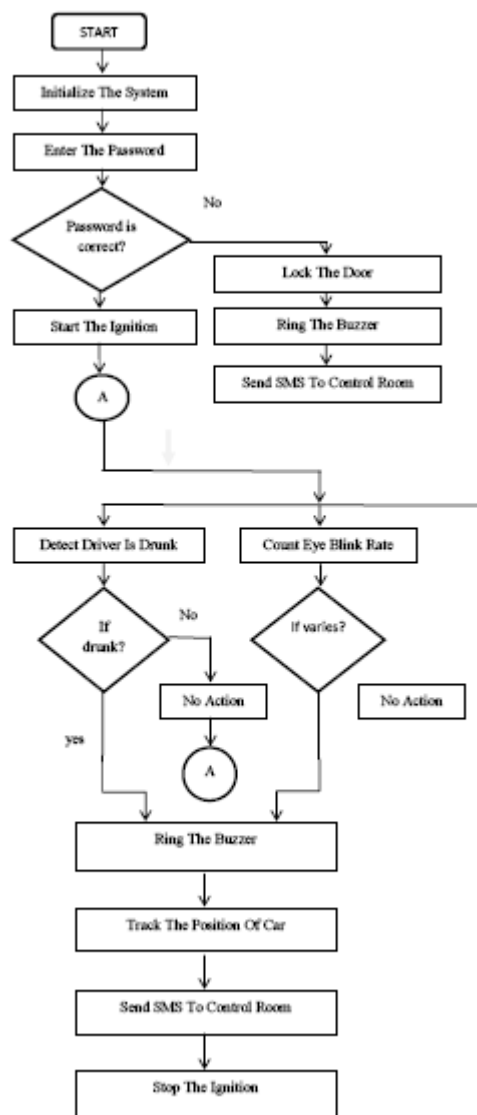 START
Initialize The System
Enter The Password
Password is
correct?
No
Lock The Door
Start The Ignition
Ring The Buzzer
A
Send SMS To Control Room
Detect Driver Is Drunk
Count Eye Blink Rate
If
drunk?
No
If varies?
No Action
No Action
yes
A
Ring The Buzzer
Track The Position Of Car
Send SMS To Control Room
Stop The Ignition